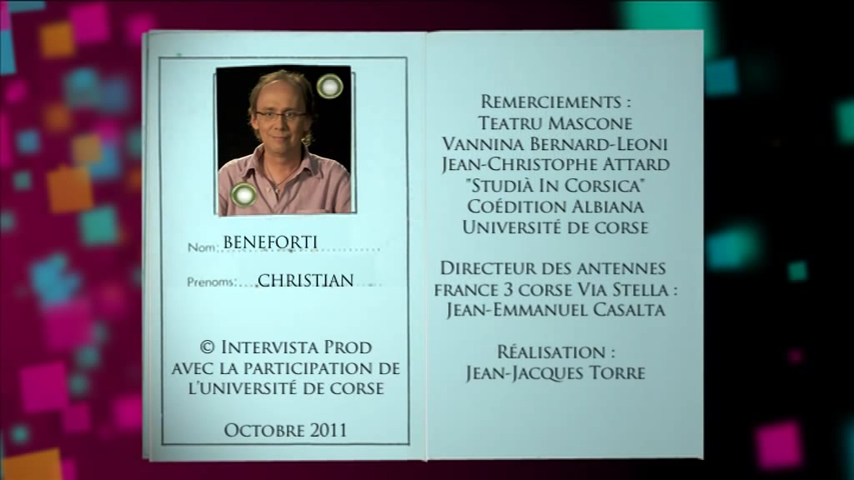 Nom: BENEFORTI
Prenoms: CHRISTIAN
© INTERVISTA PROD
AVEC LA PARTICIPATION DE
L'UNIVERSITÉ DE CORSE
OCTOBRE 2011
REMERCIEMENTS :
TEATRU MASCONE
VANNINA BERNARD-LEONI
JEAN-CHRISTOPHE ATTARD
"STUDIÀ IN CORSICA"
COÉDITION ALBIANA
UNIVERSITÉ DE CORSE
DIRECTEUR DES ANTENNES
FRANCE 3 CORSE VIA STELLA :
JEAN-EMMANUEL CASALTA
RÉALISATION :
JEAN-JACQUES TORRE